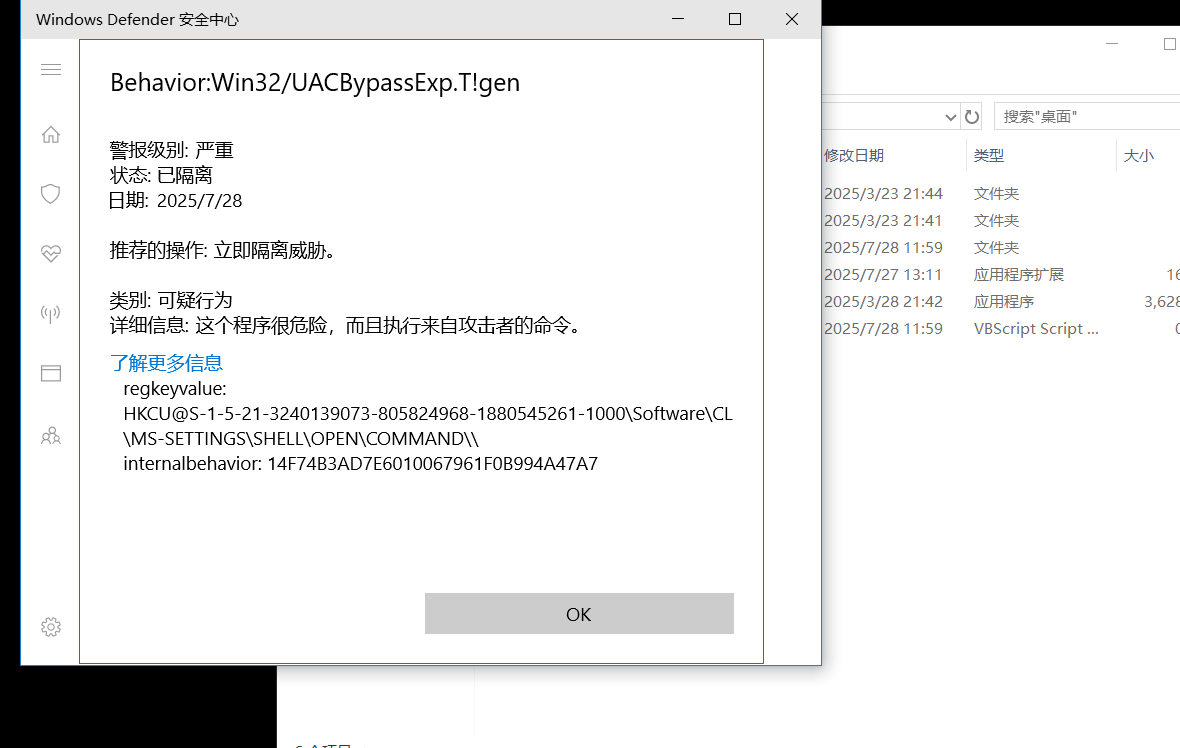 Windows Defender 安全中心
Behavior:Win32/UACBypassExp.T!gen
警报级别: 严重
状态: 已隔离
日期: 2025/7/28
推荐的操作: 立即隔离威胁。
类别: 可疑行为
详细信息: 这个程序很危险，而且执行来自攻击者的命令。
了解更多信息
regkeyvalue:
HKCU@S-1-5-21-3240139073-805824968-1880545261-1000\Software\CL
\MS-SETTINGS\SHELL\OPEN\COMMAND\\
internalbehavior: 14F74B3AD7E6010067961F0B994A47A7
OK
搜索"桌面"
修改日期 类型 大小
2025/3/23 21:44 文件夹
2025/3/23 21:41 文件夹
2025/7/28 11:59 文件夹
2025/7/27 13:11 应用程序扩展 16
2025/3/28 21:42 应用程序 3,628
2025/7/28 11:59 VBScript Script ... 0